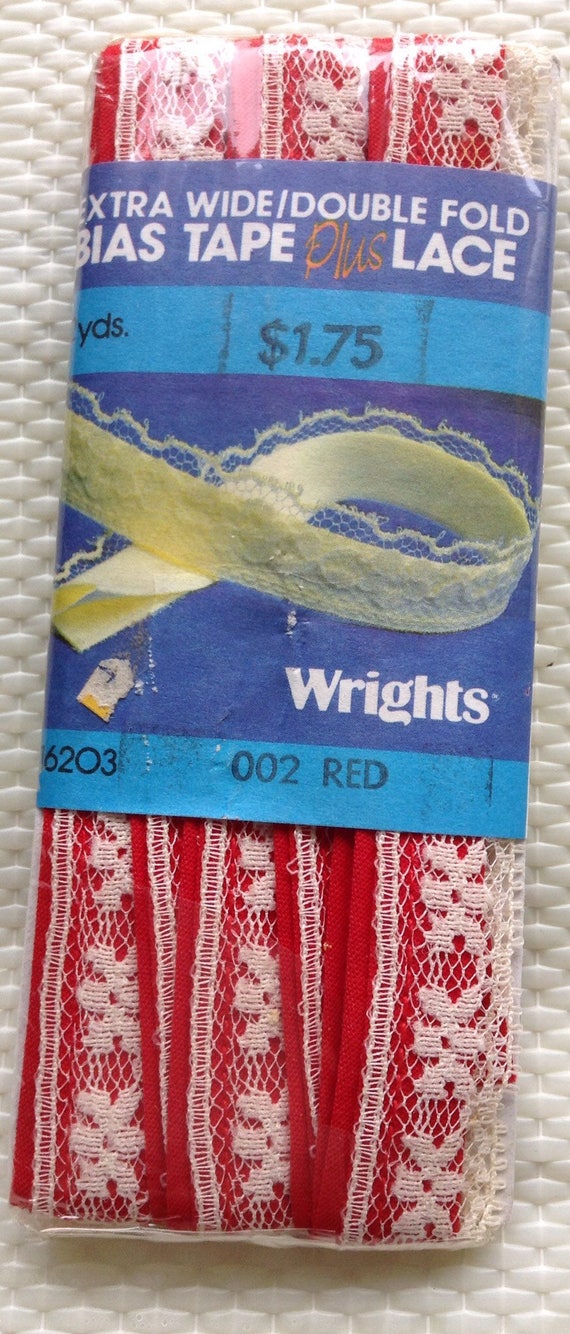 EXTRA WIDE/DOUBLE FOLD
BIAS TAPE Plus LACE
yds.
$1.75
Wrights
6203 002 RED